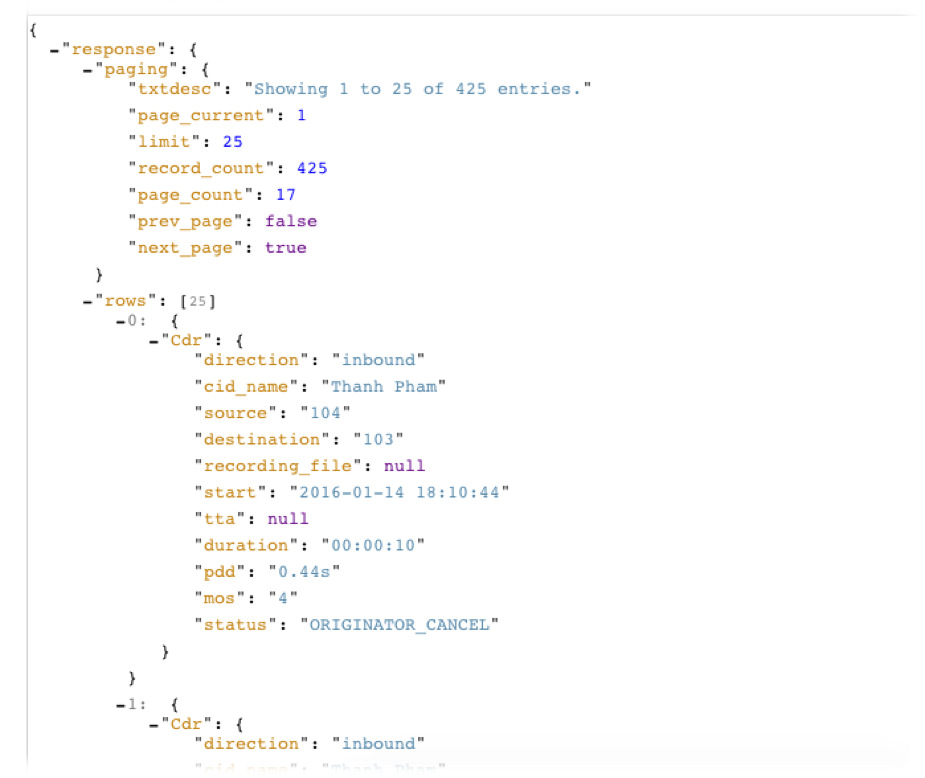 {
-"response": {
-"paging": {
"txtdesc": "Showing 1 to 25 of 425 entries."
"page_current": 1
"limit": 25
"record_count": 425
"page_count": 17
"prev_page": false
"next_page": true
}
-"rows": [25]
-0: {
-"Cdr": {
"direction": "inbound"
"cid_name": "Thanh Pham"
"source": "104"
"destination": "103"
"recording_file": null
"start": "2016-01-14 18:10:44"
"tta": null
"duration": "00:00:10"
"pdd": "0.44s"
"mos": "4"
"status": "ORIGINATOR_CANCEL"
}
}
-1: {
-"Cdr": {
"direction": "inbound"
"cid_name": "Thanh Pham"